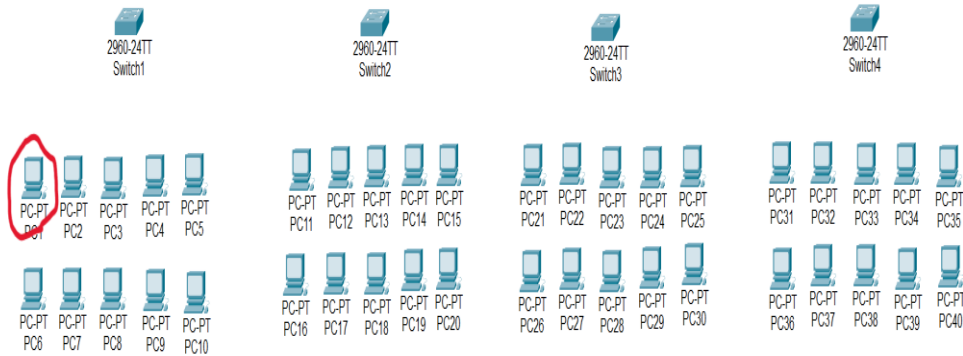 2960-24TT 2960-24TT 2960-24TT 2960-24TT
Switch1 Switch2 Switch3 Switch4
PC-PT PC-PT PC-PT PC-PT PC-PT PC-PT PC-PT PC-PT PC-PT PC-PT PC-PT PC-PT PC-PT PC-PT PC-PT PC-PT PC-PT PC-PT PC-PT PC-PT
PC1 PC2 PC3 PC4 PC5 PC11 PC12 PC13 PC14 PC15 PC21 PC22 PC23 PC24 PC25 PC31 PC32 PC33 PC34 PC35
PC-PT PC-PT PC-PT PC-PT PC-PT PC-PT PC-PT PC-PT PC-PT PC-PT PC-PT PC-PT PC-PT PC-PT PC-PT PC-PT PC-PT PC-PT PC-PT PC-PT
PC6 PC7 PC8 PC9 PC10 PC16 PC17 PC18 PC19 PC20 PC26 PC27 PC28 PC29 PC30 PC36 PC37 PC38 PC39 PC40